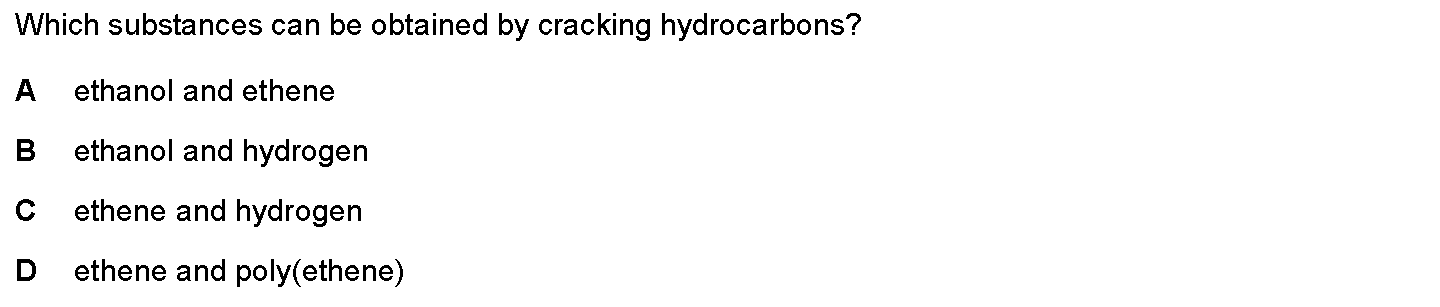 Which substances can be obtained by cracking hydrocarbons?
A ethanol and ethene
B ethanol and hydrogen
C ethene and hydrogen
D ethene and poly(ethene)